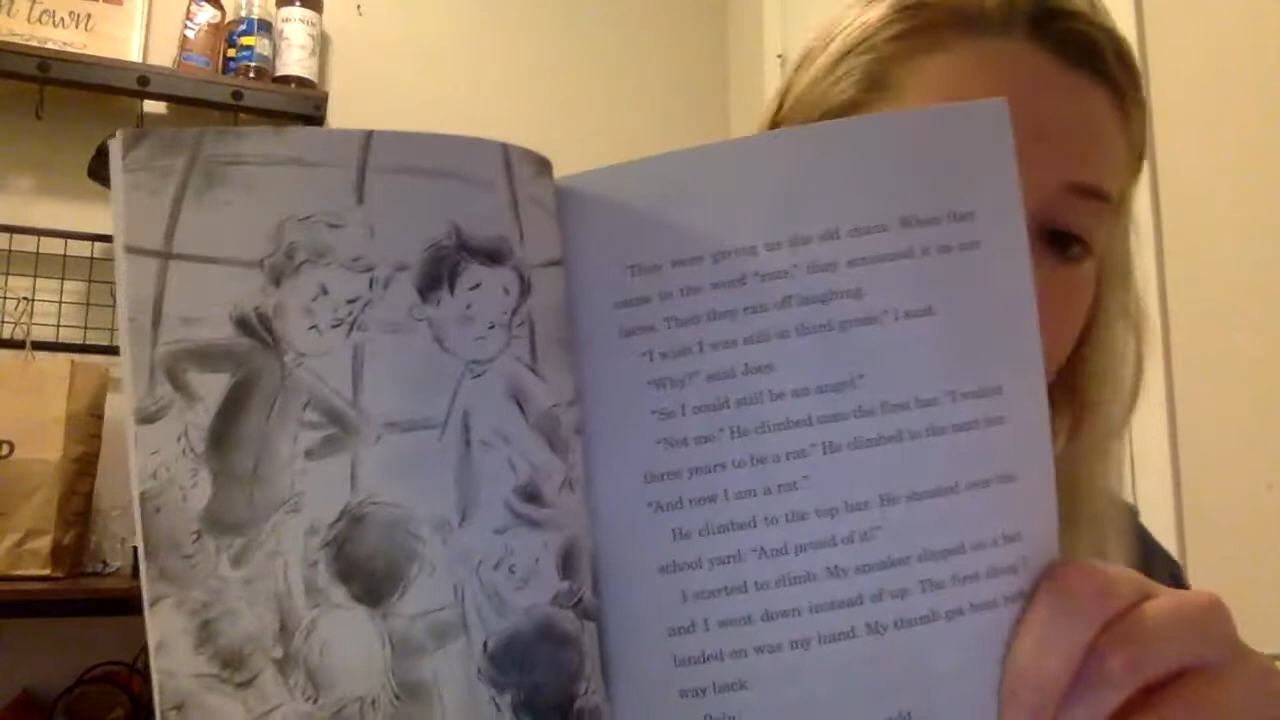 n town
MONIN
D
They were giving us the old chant. When they
came to the word "rats," they screamed it in our
faces. Then they ran off laughing.
"I wish I was still in third grade," I said.
"Why?" said Joey.
"So I could still be an angel."
"Not me." He climbed onto the first bar. "I waited
three years to be a rat." He climbed to the next bar.
"And now I am a rat."
He climbed to the top bar. He shouted over the
school yard: "And proud of it!"
I started to climb. My sneaker slipped on a bar
and I went down instead of up. The first thing I
landed on was my hand. My thumb got bent
way back.
Pain